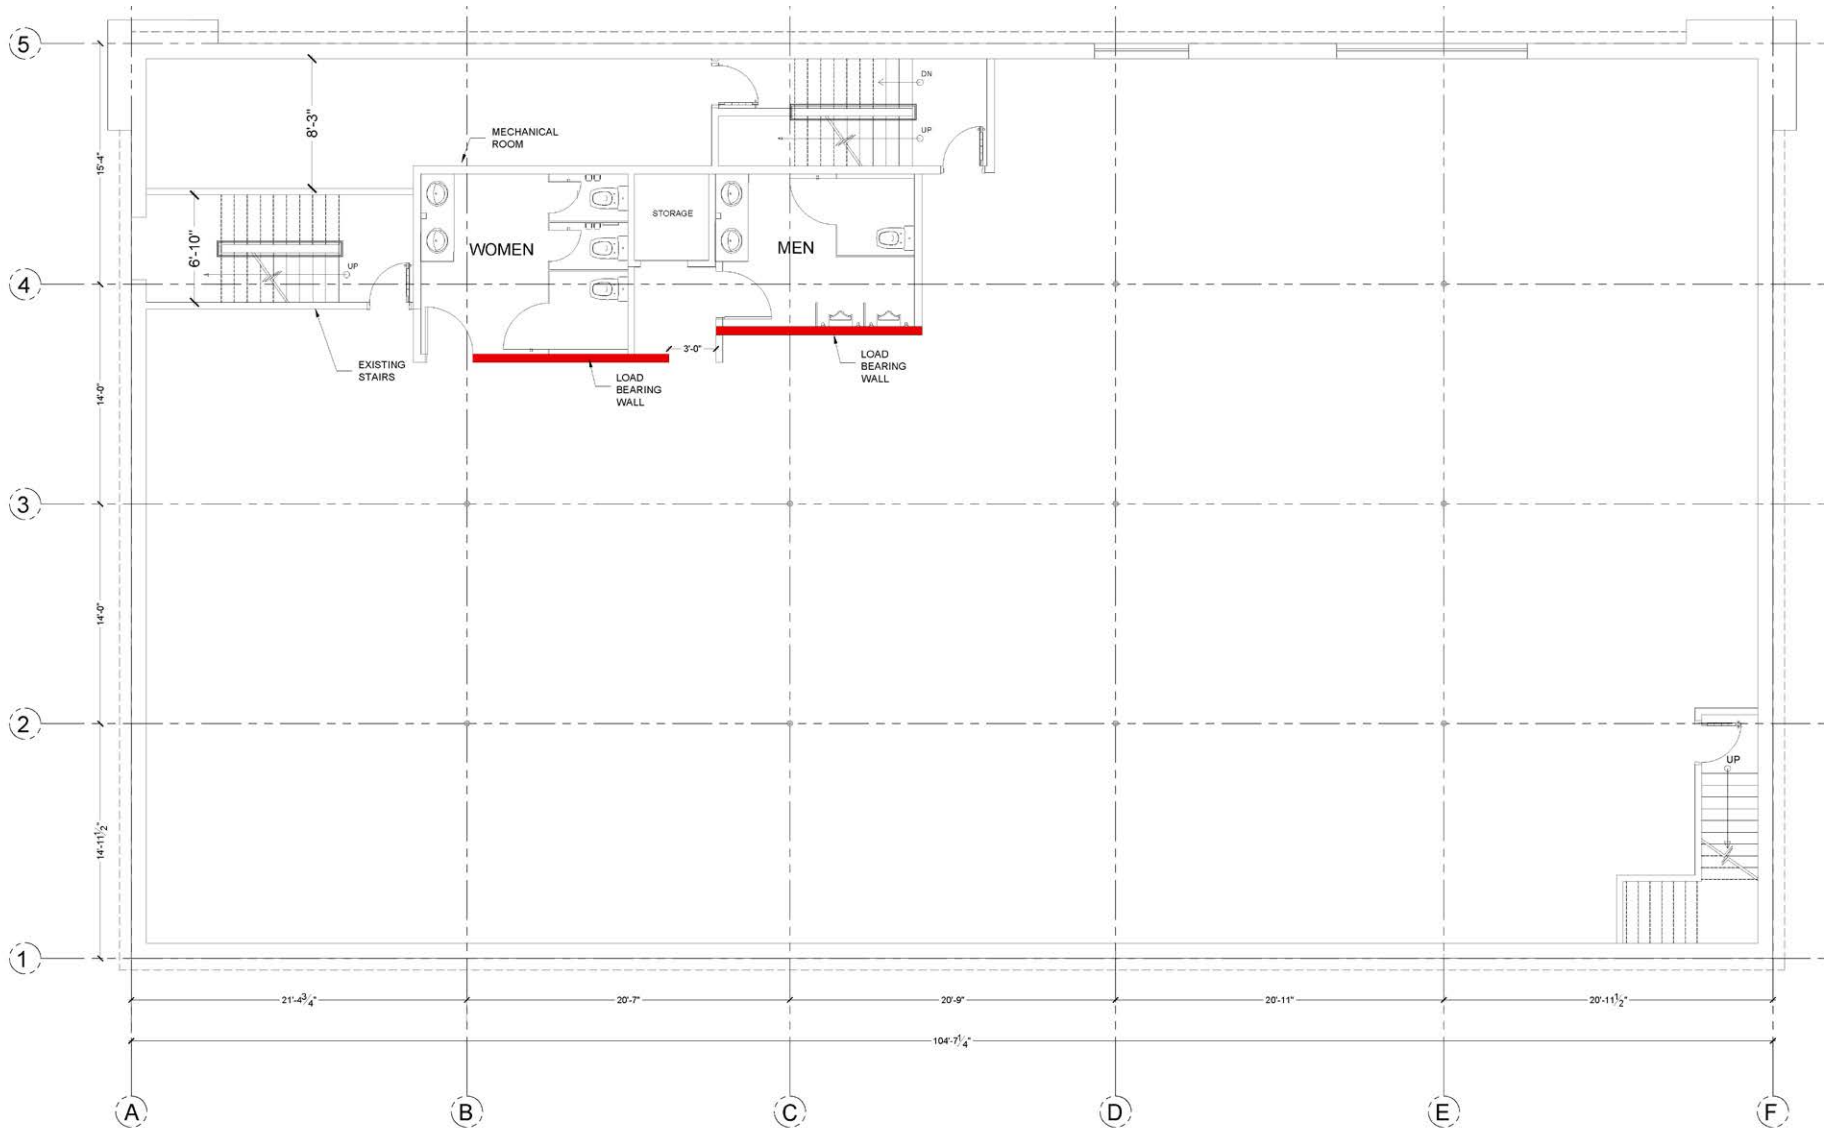 5
DN
8'-3"
MECHANICAL
ROOM
UP
15'-4"
STORAGE
6'-10"
WOMEN
MEN
UP
4
3'-0"
LOAD
BEARING
WALL
EXISTING
STAIRS
LOAD
BEARING
WALL
14'-0"
3
14'-0"
2
UP
14'-11½"
1
21'-4¾"
20'-7"
20'-9"
20'-11"
20'-11½"
104'-7¼"
A
B
C
D
E
F